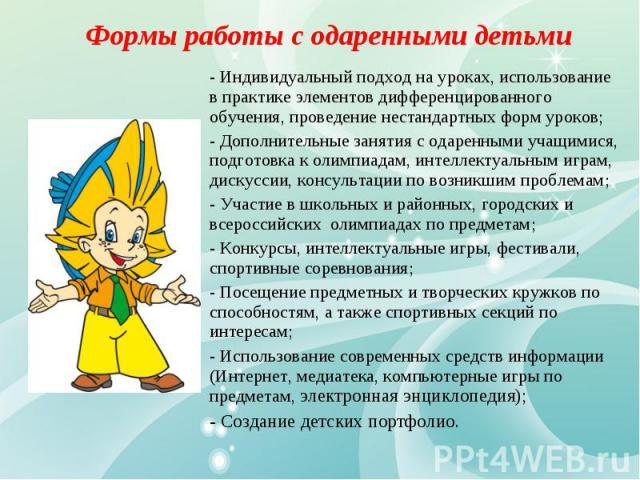 Формы работы с одаренными детьми
- Индивидуальный подход на уроках, использование
в практике элементов дифференцированного
обучения, проведение нестандартных форм уроков;
- Дополнительные занятия с одаренными учащимися,
подготовка к олимпиадам, интеллектуальным играм,
дискуссии, консультации по возникшим проблемам;
- Участие в школьных и районных, городских и
всероссийских олимпиадах по предметам;
- Конкурсы, интеллектуальные игры, фестивали,
спортивные соревнования;
- Посещение предметных и творческих кружков по
способностям, а также спортивных секций по
интересам;
- Использование современных средств информации
(Интернет, медиатека, компьютерные игры по
предметам, электронная энциклопедия);
- Создание детских портфолио.
PPt4WEB.ru